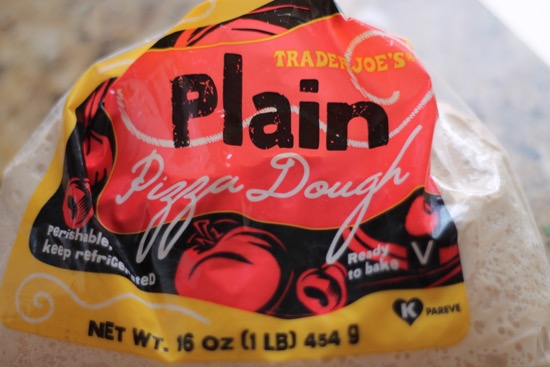 TRADER JOE'S
Plain
Pizza Dough
Perishable,
keep refrigerated
Ready
to bake
V
K PAREVE
NET WT. 16 OZ (1 LB) 454 g